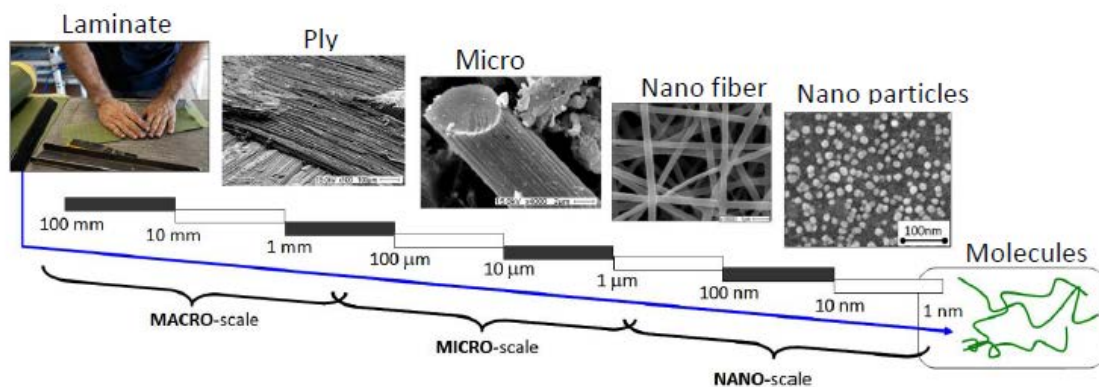 Laminate
Ply
Micro
Nano fiber
Nano particles
100nm
Molecules
100 mm
10 mm
1 mm
100 µm
10 µm
1 µm
100 nm
10 nm
1 nm
MACRO-scale
MICRO-scale
NANO-scale